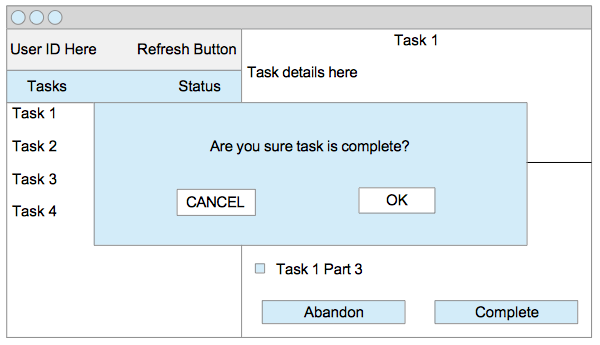 User ID Here Refresh Button
Tasks Status
Task 1
Task 2
Task 3
Task 4
Task 1
Task details here
Are you sure task is complete?
CANCEL OK
Task 1 Part 3
Abandon Complete